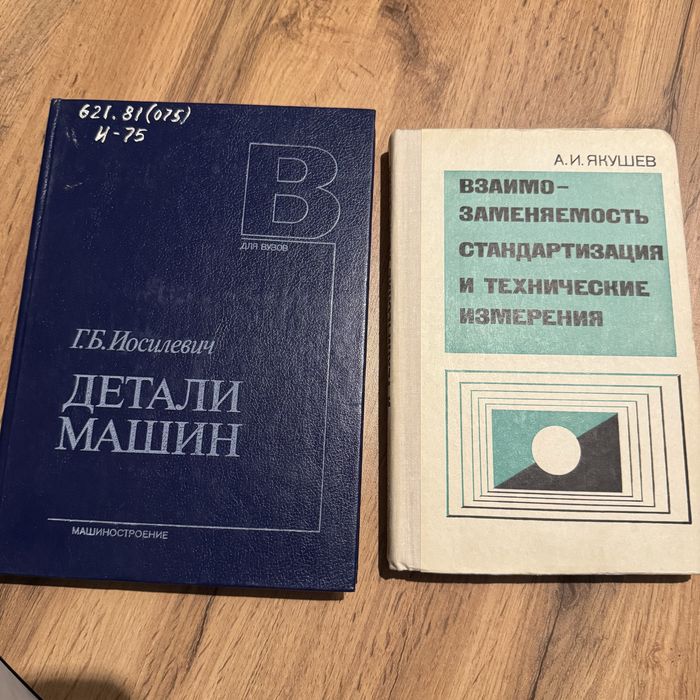 621.81(075)
И-75
В
ДЛЯ ВУЗОВ
Г.Б.Иосилевич
ДЕТАЛИ
МАШИН
МАШИНОСТРОЕНИЕ
А.И.ЯКУШЕВ
ВЗАИМО-
ЗАМЕНЯЕМОСТЬ
СТАНДАРТИЗАЦИЯ
И ТЕХНИЧЕСКИЕ
ИЗМЕРЕНИЯ